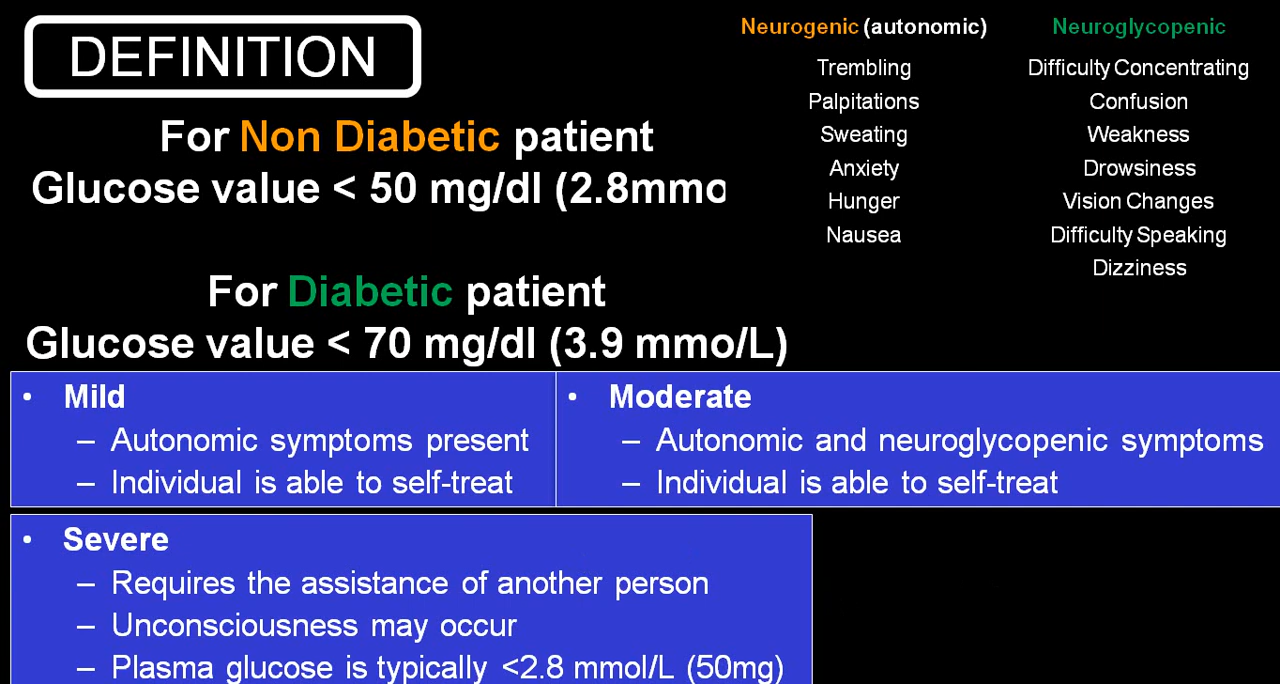 DEFINITION
For Non Diabetic patient
Glucose value < 50 mg/dl (2.8mmo
For Diabetic patient
Glucose value < 70 mg/dl (3.9 mmo/L)
Neurogenic (autonomic)
Trembling
Palpitations
Sweating
Anxiety
Hunger
Nausea
Neuroglycopenic
Difficulty Concentrating
Confusion
Weakness
Drowsiness
Vision Changes
Difficulty Speaking
Dizziness
• Mild
– Autonomic symptoms present
– Individual is able to self-treat
• Moderate
– Autonomic and neuroglycopenic symptoms
– Individual is able to self-treat
• Severe
– Requires the assistance of another person
– Unconsciousness may occur
– Plasma glucose is typically <2.8 mmol/L (50mg)